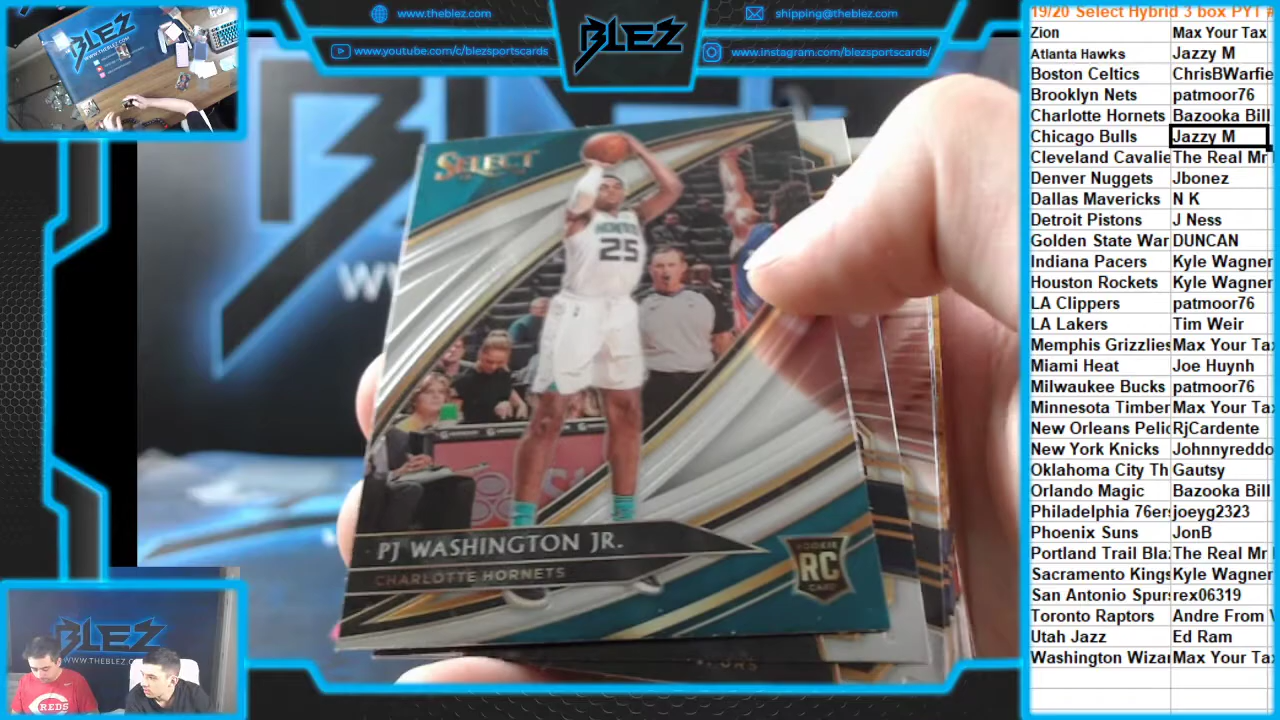 www.theblez.com
www.youtube.com/c/blezsportscards
BLEZ
shipping@theblez.com
www.instagram.com/blezsportscards/
SELECT
25
PJ WASHINGTON JR.
CHARLOTTE HORNETS
ROOKIE
RC
CARD
BLEZ
WWW.THEBLEZ.COM
REDS
19/20 Select Hybrid 3 box PYT #
Zion Max Your Tax
Atlanta Hawks Jazzy M
Boston Celtics ChrisBWarfie
Brooklyn Nets patmoor76
Charlotte Hornets Bazooka Bill
Chicago Bulls Jazzy M
Cleveland Cavalie The Real Mr
Denver Nuggets Jbonez
Dallas Mavericks N K
Detroit Pistons J Ness
Golden State War DUNCAN
Indiana Pacers Kyle Wagner
Houston Rockets Kyle Wagner
LA Clippers patmoor76
LA Lakers Tim Weir
Memphis Grizzlies Max Your Tax
Miami Heat Joe Huynh
Milwaukee Bucks patmoor76
Minnesota Timber Max Your Tax
New Orleans Pelic RjCardente
New York Knicks Johnnyreddo
Oklahoma City Th Gautsy
Orlando Magic Bazooka Bill
Philadelphia 76ers joeyg2323
Phoenix Suns JonB
Portland Trail Bla The Real Mr
Sacramento Kings Kyle Wagner
San Antonio Spurs rex06319
Toronto Raptors Andre From V
Utah Jazz Ed Ram
Washington Wizar Max Your Tax